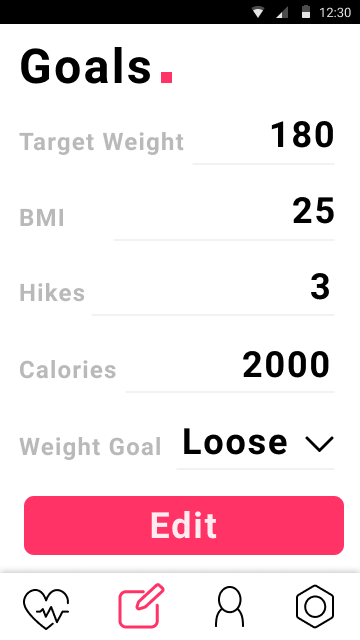 12:30
Goals.
Target Weight 180
BMI 25
Hikes 3
Calories 2000
Weight Goal Loose
Edit